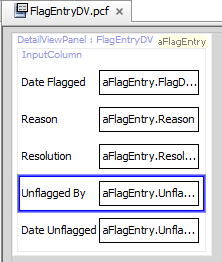 FlagEntryDV.pcf
DetailViewPanel : FlagEntryDV
aFlagEntry
InputColumn
Date Flagged aFlagEntry.FlagD...
Reason aFlagEntry.Reason
Resolution aFlagEntry.Resol...
Unflagged By aFlagEntry.Unfla...
Date Unflagged aFlagEntry.Unfla...